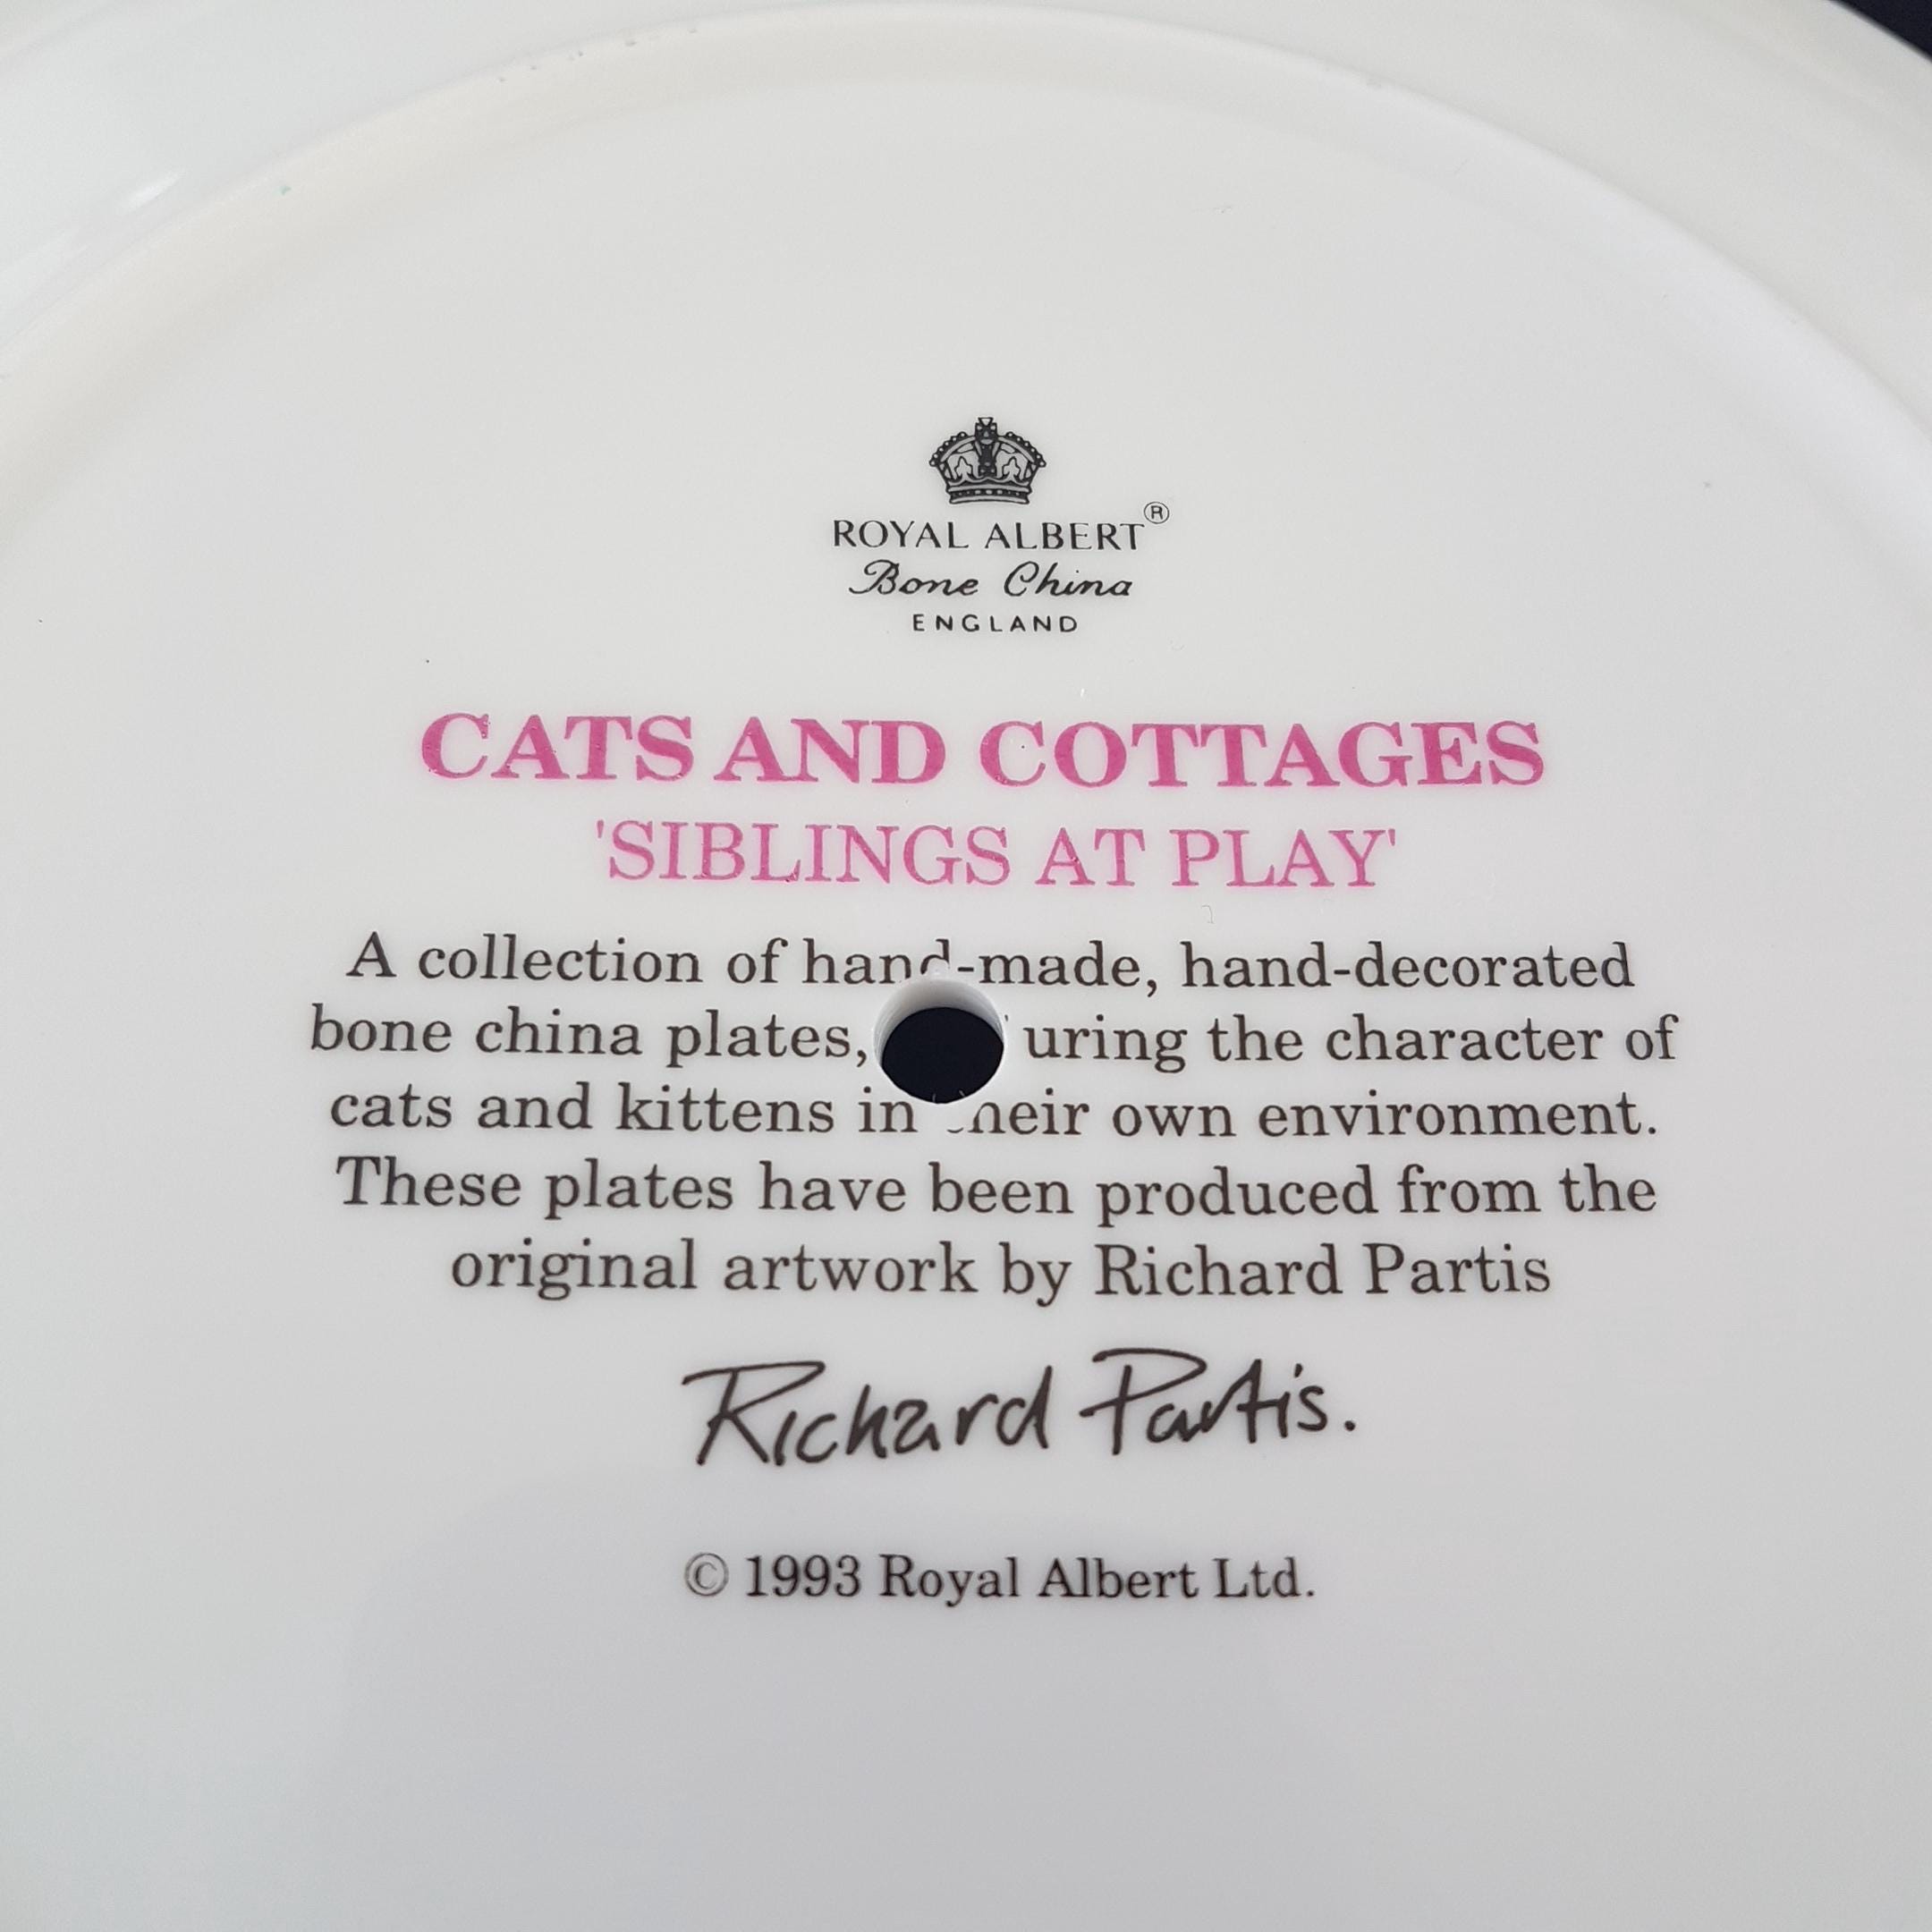 ROYAL ALBERT®
Bone China
ENGLAND
CATS AND COTTAGES
'SIBLINGS AT PLAY'
A collection of hand-made, hand-decorated
bone china plates, uring the character of
cats and kittens in their own environment.
These plates have been produced from the
original artwork by Richard Partis
Richard Partis.
© 1993 Royal Albert Ltd.